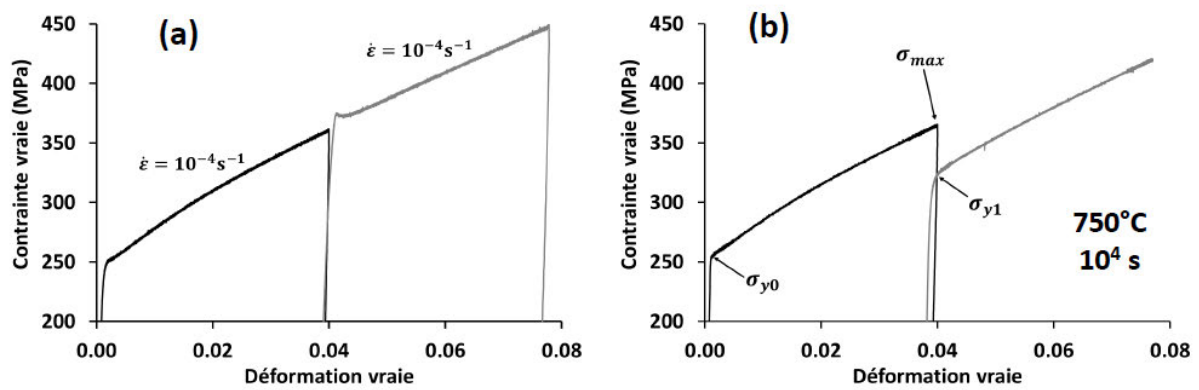 (a)
450
400
350
300
250
200
Contrainte vraie (MPa)
ε̇ = 10⁻⁴s⁻¹
ε̇ = 10⁻⁴s⁻¹
0.00 0.02 0.04 0.06 0.08
Déformation vraie
(b)
450
400
350
300
250
200
Contrainte vraie (MPa)
σmax
σy1
σy0
750°C
10⁴ s
0.00 0.02 0.04 0.06 0.08
Déformation vraie